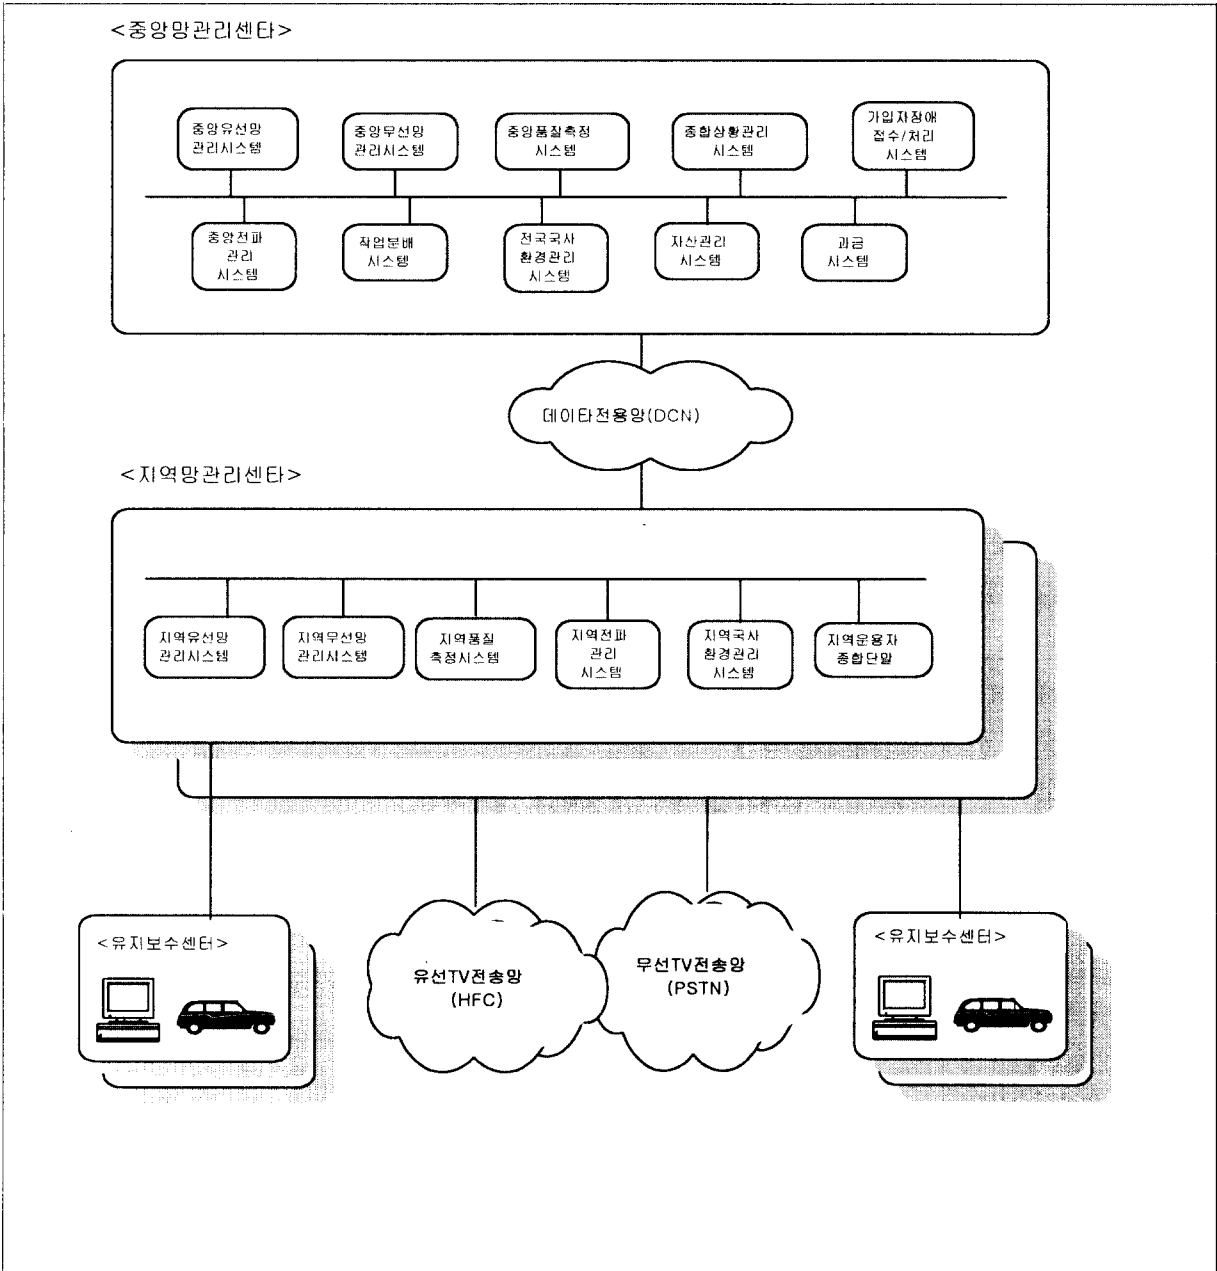 <중앙망관리센타>
중앙유선망
관리시스템
중앙무선망
관리시스템
중앙품질측정
시스템
종합상황관리
시스템
가입자장애
접수/처리
시스템
중앙전파
관리
시스템
작업분배
시스템
전국국사
환경관리
시스템
자산관리
시스템
과금
시스템
데이타전용망(DCN)
<지역망관리센타>
지역유선망
관리시스템
지역무선망
관리시스템
지역품질
측정시스템
지역전파
관리
시스템
지역국사
환경관리
시스템
지역운용자
종합단말
<유지보수센터>
유선TV전송망
(HFC)
무선TV전송망
(PSTN)
<유지보수센터>